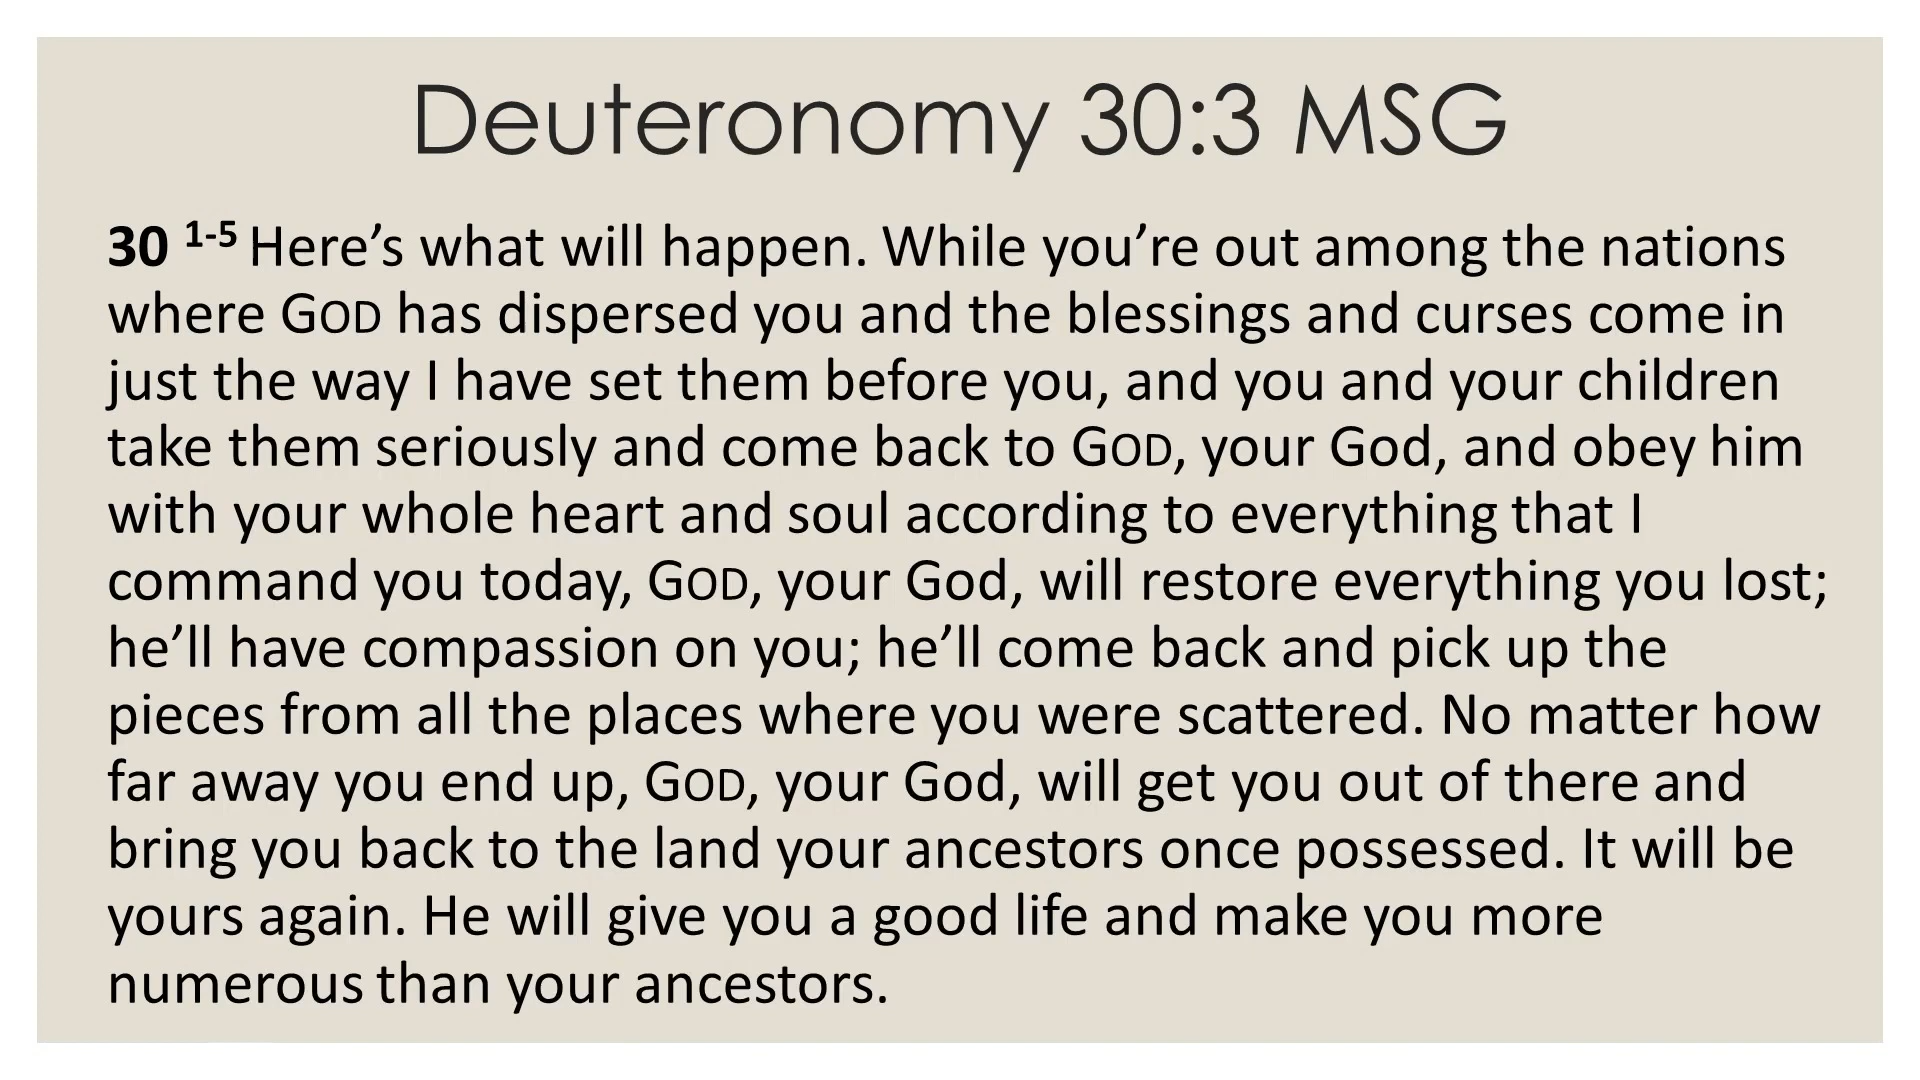 Deuteronomy 30:3 MSG
30 1-5 Here’s what will happen. While you’re out among the nations
where GOD has dispersed you and the blessings and curses come in
just the way I have set them before you, and you and your children
take them seriously and come back to GOD, your God, and obey him
with your whole heart and soul according to everything that I
command you today, GOD, your God, will restore everything you lost;
he’ll have compassion on you; he’ll come back and pick up the
pieces from all the places where you were scattered. No matter how
far away you end up, GOD, your God, will get you out of there and
bring you back to the land your ancestors once possessed. It will be
yours again. He will give you a good life and make you more
numerous than your ancestors.